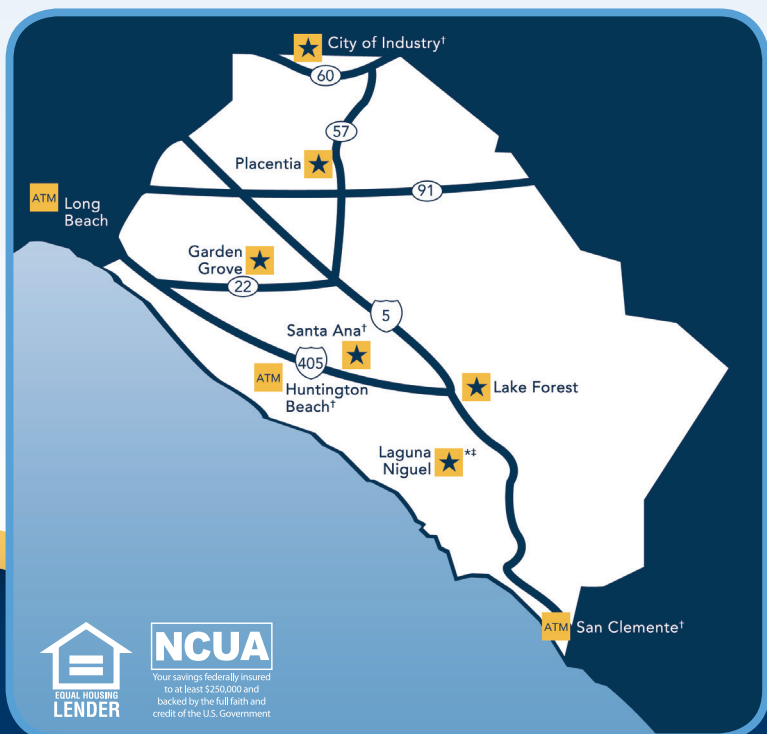 City of Industry†
60
57
Placentia
91
ATM
Long
Beach
Garden
Grove
22
5
Santa Ana†
405
ATM
Huntington
Beach†
Lake Forest
Laguna
Niguel
*‡
ATM
San Clemente†
EQUAL HOUSING
LENDER
NCUA
Your savings federally insured
to at least $250,000 and
backed by the full faith and
credit of the U.S. Government